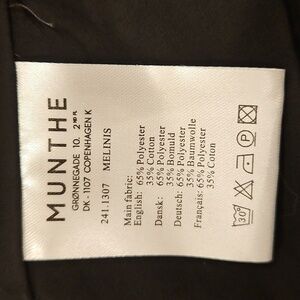 MUNTHE
GRØNNEGADE 10, 2ND FL
DK - 1107 COPENHAGEN K
241.1307 MELINIS
Main fabric:
English: 65% Polyester
35% Cotton
Dansk: 65% Polyester
35% Bomuld
Deutsch: 65% Polyester
35% Baumwolle
Français: 65% Polyester
35% Coton
30°